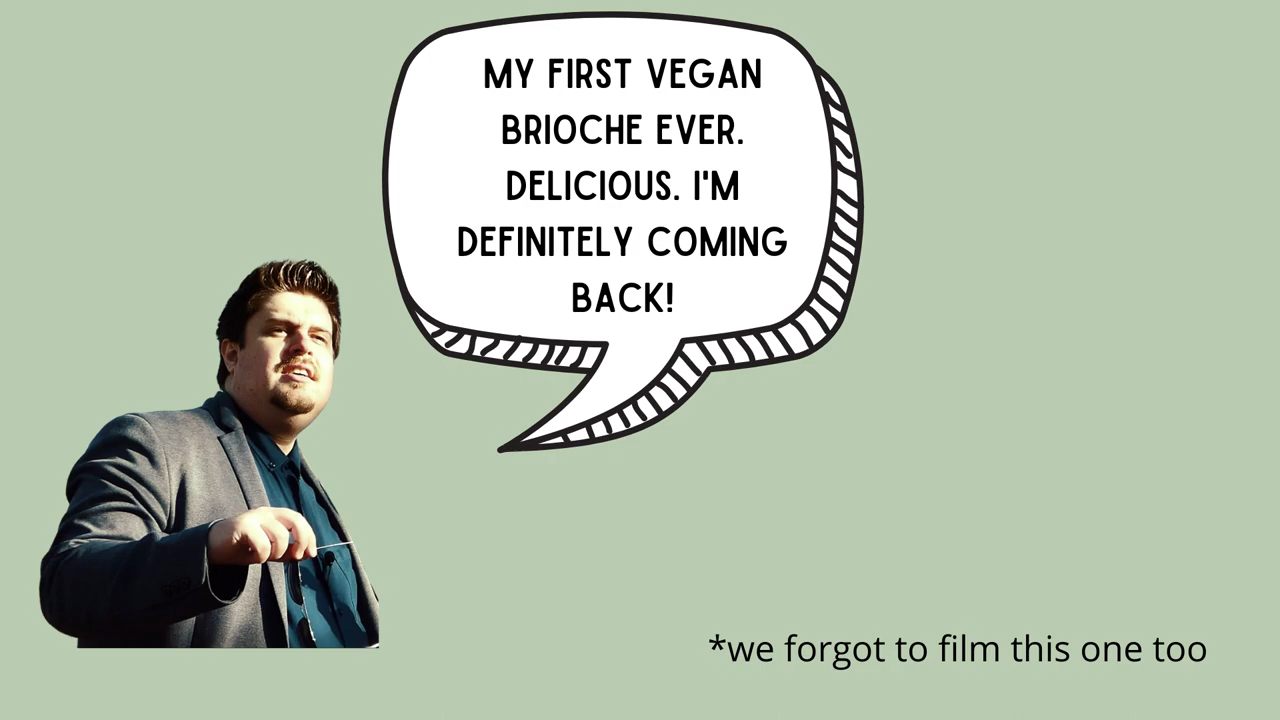 MY FIRST VEGAN
BRIOCHE EVER.
DELICIOUS. I'M
DEFINITELY COMING
BACK!
*we forgot to film this one too